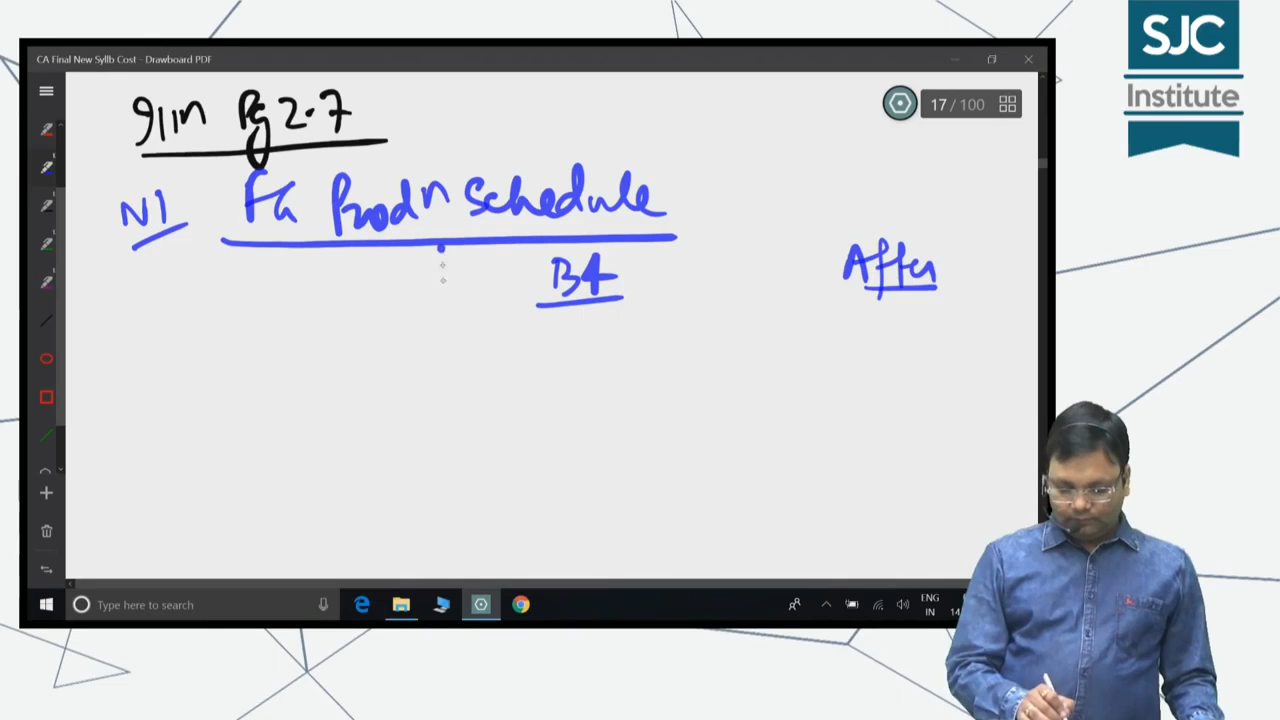 SJC
Institute
CA Final New Syllb Cost - Drawboard PDF
17 / 100
Pg 2.7
N1 FG Prodn Schedule
B4 After
Type here to search
ENG
IN
14